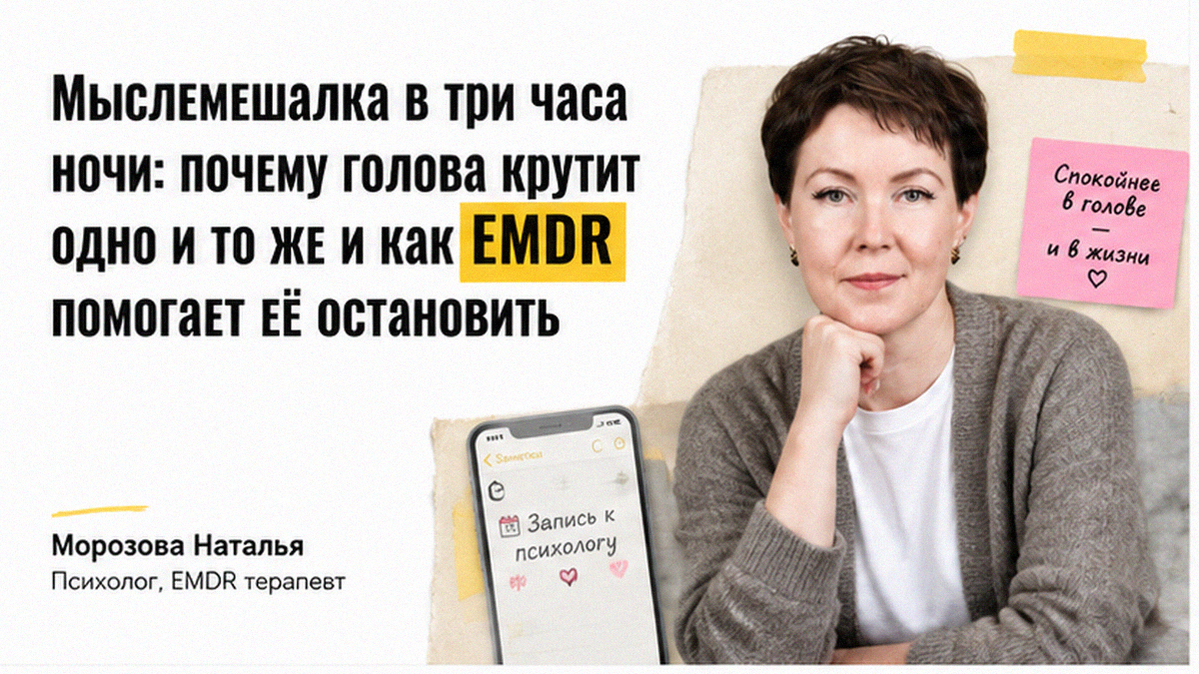 Мыслемешалка в три часа
ночи: почему голова крутит
одно и то же и как EMDR
помогает её остановить
Спокойнее
в голове
—
и в жизни
Запись к
психологу
Морозова Наталья
Психолог, EMDR терапевт